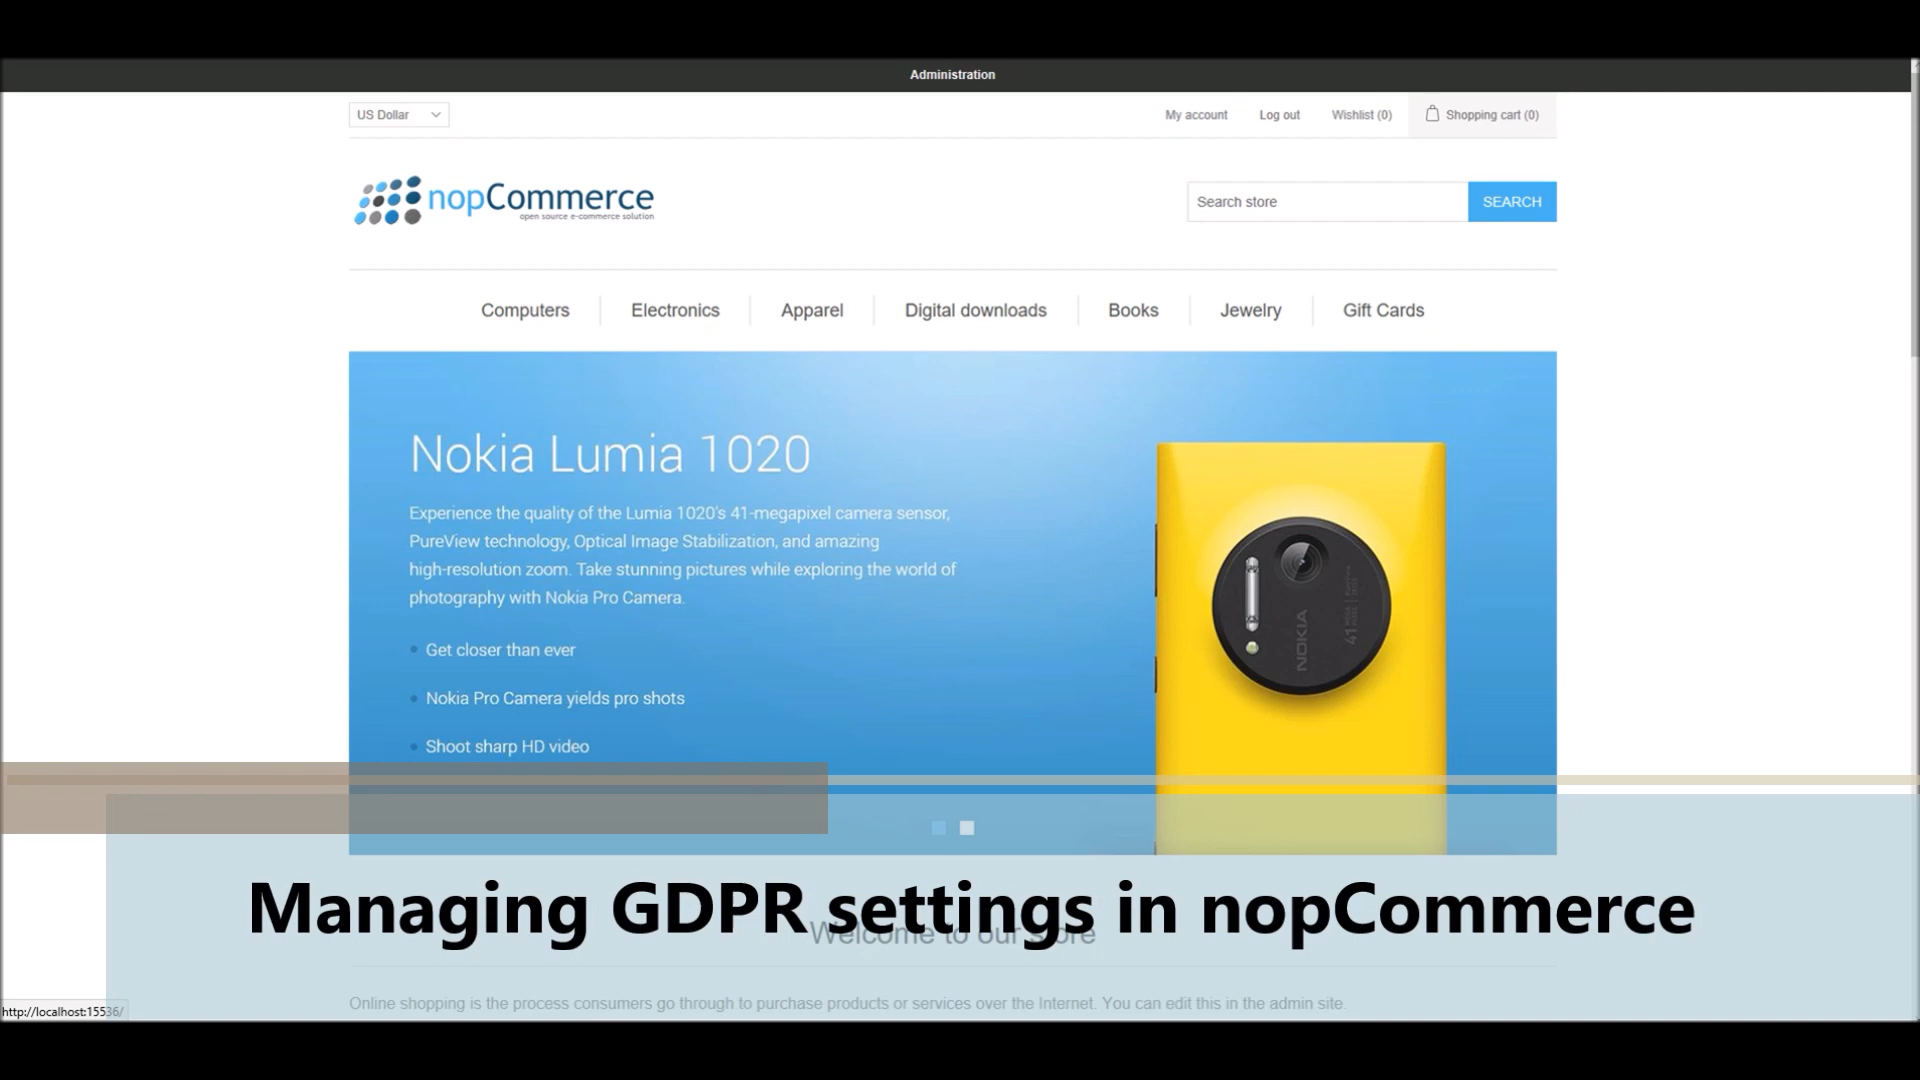 Administration
US Dollar
My account
Log out
Wishlist (0)
Shopping cart (0)
nopCommerce
open source e-commerce solution
Search store
SEARCH
Computers
Electronics
Apparel
Digital downloads
Books
Jewelry
Gift Cards
Nokia Lumia 1020
Experience the quality of the Lumia 1020's 41-megapixel camera sensor,
PureView technology, Optical Image Stabilization, and amazing
high-resolution zoom. Take stunning pictures while exploring the world of
photography with Nokia Pro Camera.
Get closer than ever
Nokia Pro Camera yields pro shots
Shoot sharp HD video
NOKIA
Managing GDPR settings in nopCommerce
Welcome to our store
Online shopping is the process consumers go through to purchase products or services over the Internet. You can edit this in the admin site.
http://localhost:15536/